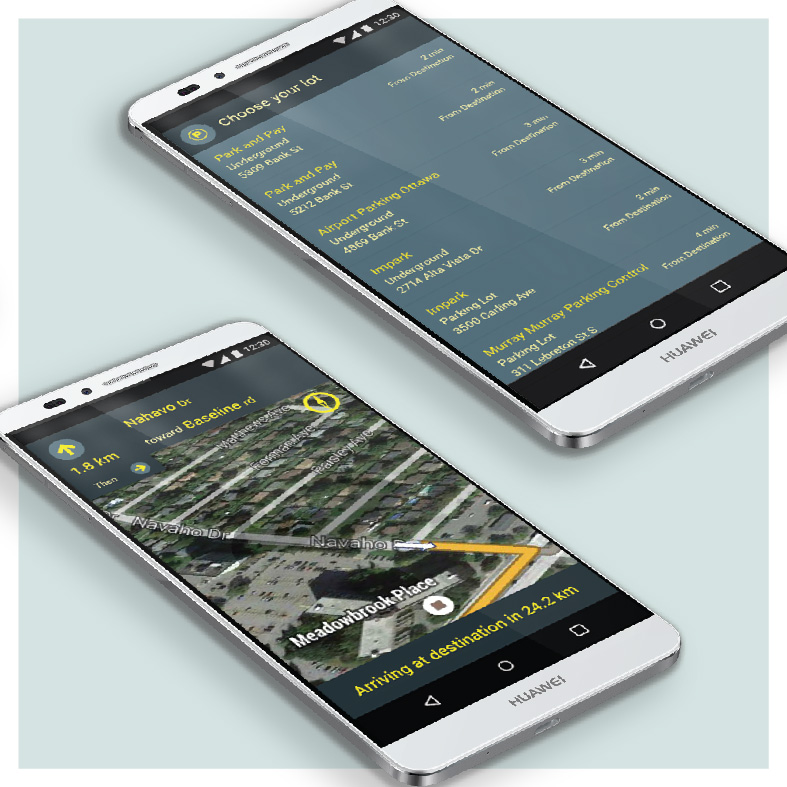 12:30
Choose your lot
Park and Pay
Underground
5309 Bank St
2 min
From Destination
Park and Pay
Underground
5212 Bank St
2 min
From Destination
Airport Parking Ottawa
Underground
4869 Bank St
3 min
From Destination
Impark
Underground
2714 Alta Vista Dr
3 min
From Destination
Impark
Parking Lot
3500 Carling Ave
3 min
From Destination
Murray Murray Parking Control
Parking Lot
311 Lebreton St S
4 min
From Destination
HUAWEI
12:30
Nahavo Dr
toward Baseline rd
1.8 km
Then
Navaho Dr
Navaho
Meadowbrook Place
Arriving at destination in 24.2 km
HUAWEI